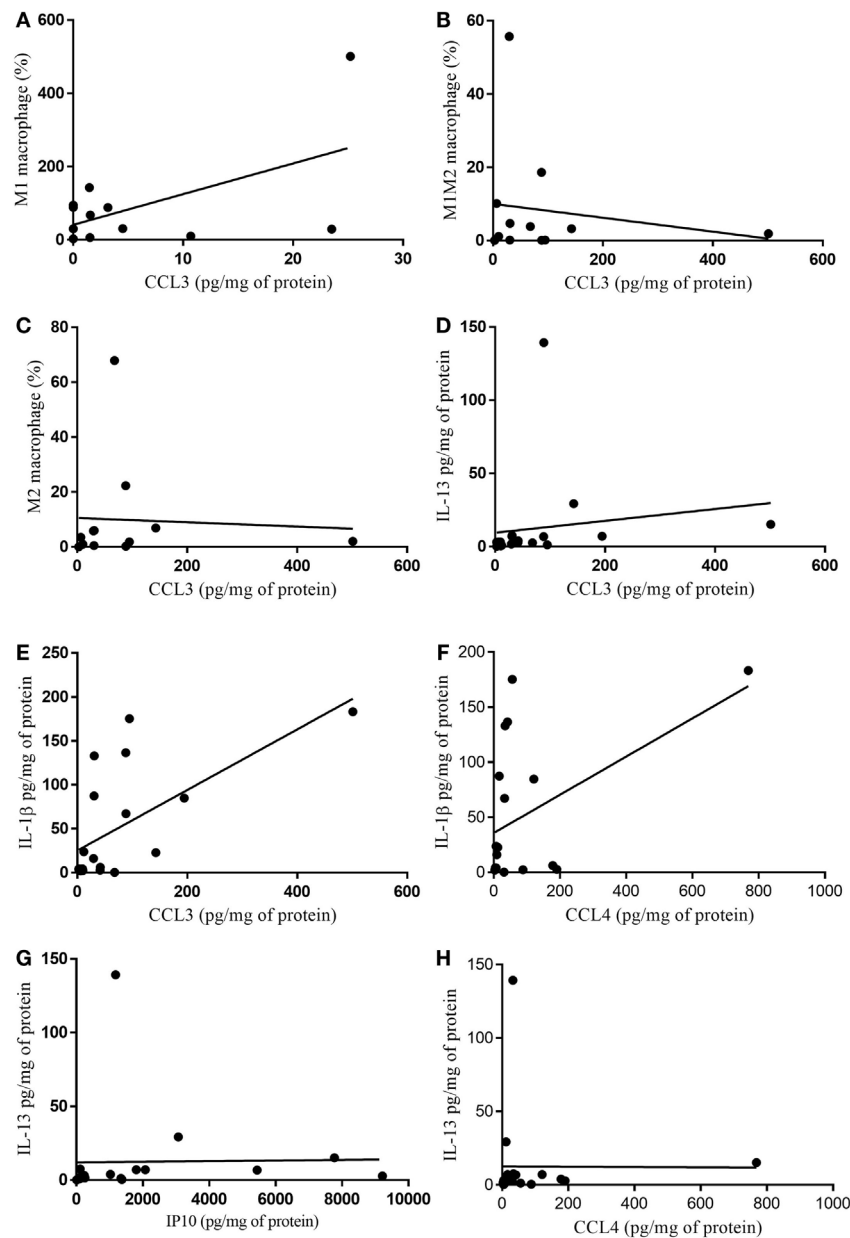 A
M1 macrophage (%)
600
400
200
0
0 10 20 30
CCL3 (pg/mg of protein)
B
M1M2 macrophage (%)
60
40
20
0
0 200 400 600
CCL3 (pg/mg of protein)
C
M2 macrophage (%)
80
60
40
20
0
0 200 400 600
CCL3 (pg/mg of protein)
D
IL-13 pg/mg of protein
150
100
50
0
0 200 400 600
CCL3 (pg/mg of protein)
E
IL-1β pg/mg of protein
250
200
150
100
50
0
0 200 400 600
CCL3 (pg/mg of protein)
F
IL-1β pg/mg of protein
200
150
100
50
0
0 200 400 600 800 1000
CCL4 (pg/mg of protein)
G
IL-13 pg/mg of protein
150
100
50
0
0 2000 4000 6000 8000 10000
IP10 (pg/mg of protein)
H
IL-13 pg/mg of protein
150
100
50
0
0 200 400 600 800 1000
CCL4 (pg/mg of protein)